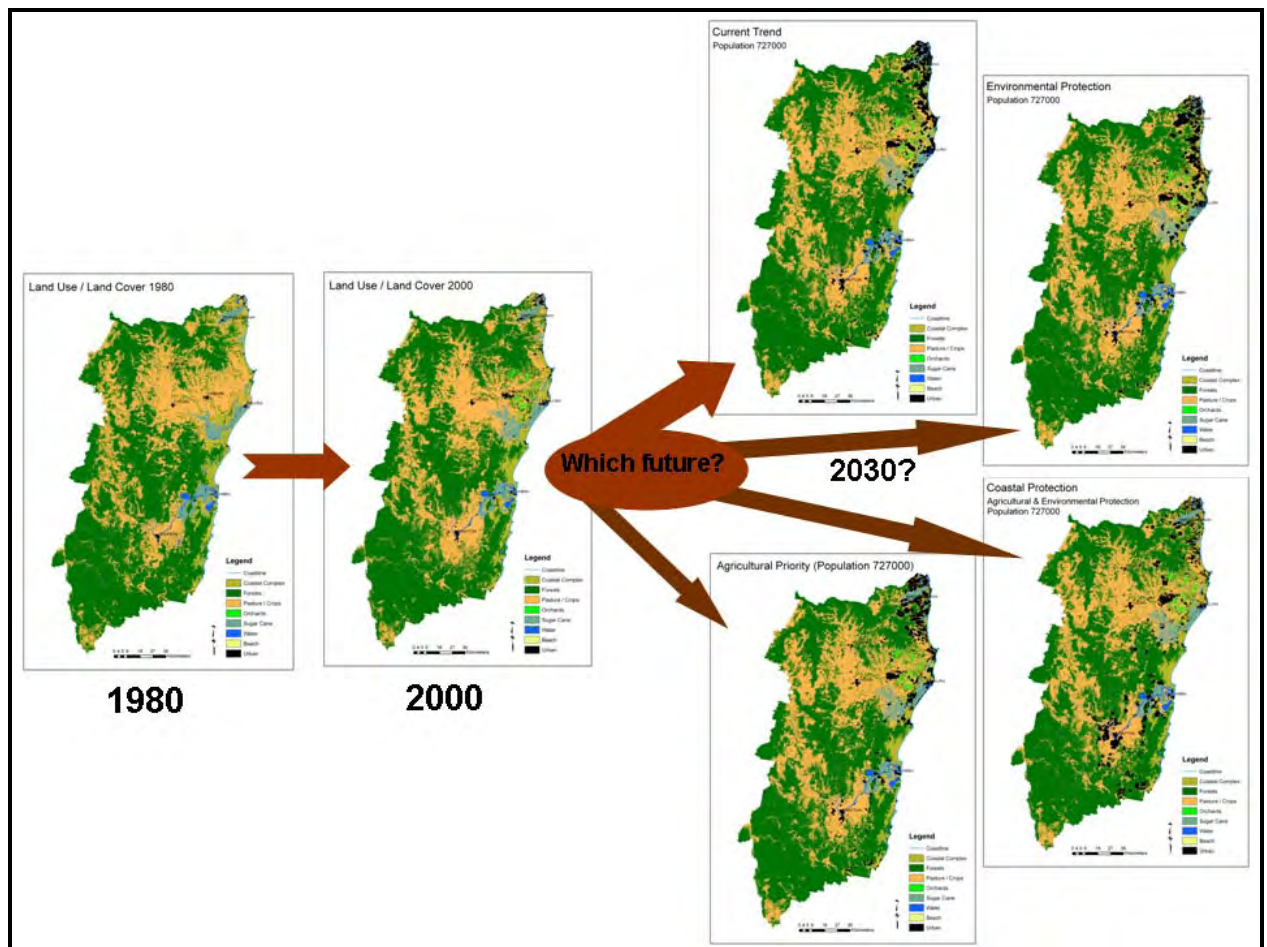 Land Use / Land Cover 1980
Legend
Coastline
Coastal Complex
Forests
Pasture / Crops
Orchards
Sugar Cane
Water
Beach
Urban
1980
Land Use / Land Cover 2000
Legend
Coastline
Coastal Complex
Forests
Pasture / Crops
Orchards
Sugar Cane
Water
Beach
Urban
2000
Which future?
2030?
Current Trend
Population 727000
Legend
Coastline
Coastal Complex
Forests
Pasture / Crops
Orchards
Sugar Cane
Water
Beach
Urban
Environmental Protection
Population 727000
Legend
Coastline
Coastal Complex
Forests
Pasture / Crops
Orchards
Sugar Cane
Water
Beach
Urban
Agricultural Priority (Population 727000)
Legend
Coastline
Coastal Complex
Forests
Pasture / Crops
Orchards
Sugar Cane
Water
Beach
Urban
Coastal Protection
Agricultural & Environmental Protection
Population 727000
Legend
Coastline
Coastal Complex
Forests
Pasture / Crops
Orchards
Sugar Cane
Water
Beach
Urban